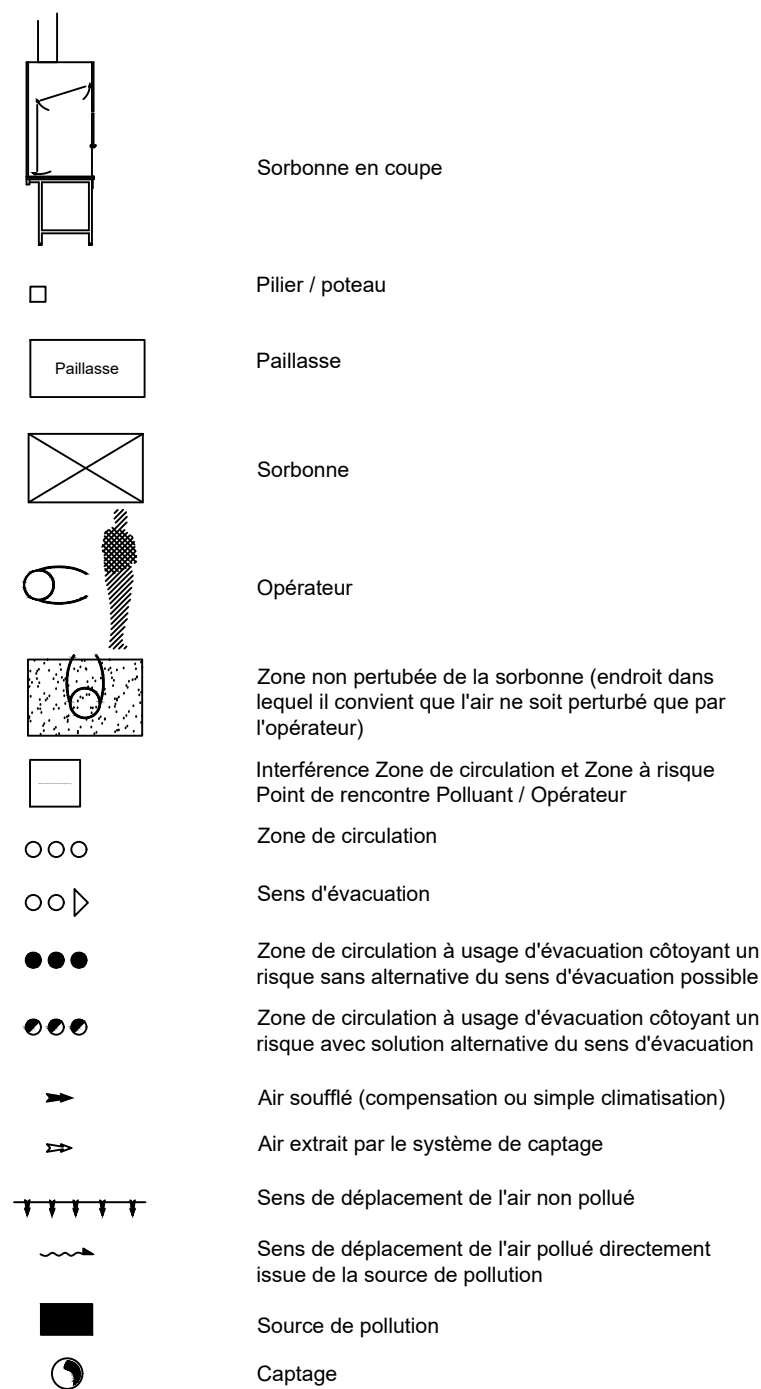 Sorbonne en coupe
Pilier / poteau
Paillasse
Paillasse
Sorbonne
Opérateur
Zone non pertubée de la sorbonne (endroit dans
lequel il convient que l'air ne soit perturbé que par
l'opérateur)
Interférence Zone de circulation et Zone à risque
Point de rencontre Polluant / Opérateur
Zone de circulation
Sens d'évacuation
Zone de circulation à usage d'évacuation côtoyant un
risque sans alternative du sens d'évacuation possible
Zone de circulation à usage d'évacuation côtoyant un
risque avec solution alternative du sens d'évacuation
Air soufflé (compensation ou simple climatisation)
Air extrait par le système de captage
Sens de déplacement de l'air non pollué
Sens de déplacement de l'air pollué directement
issue de la source de pollution
Source de pollution
Captage